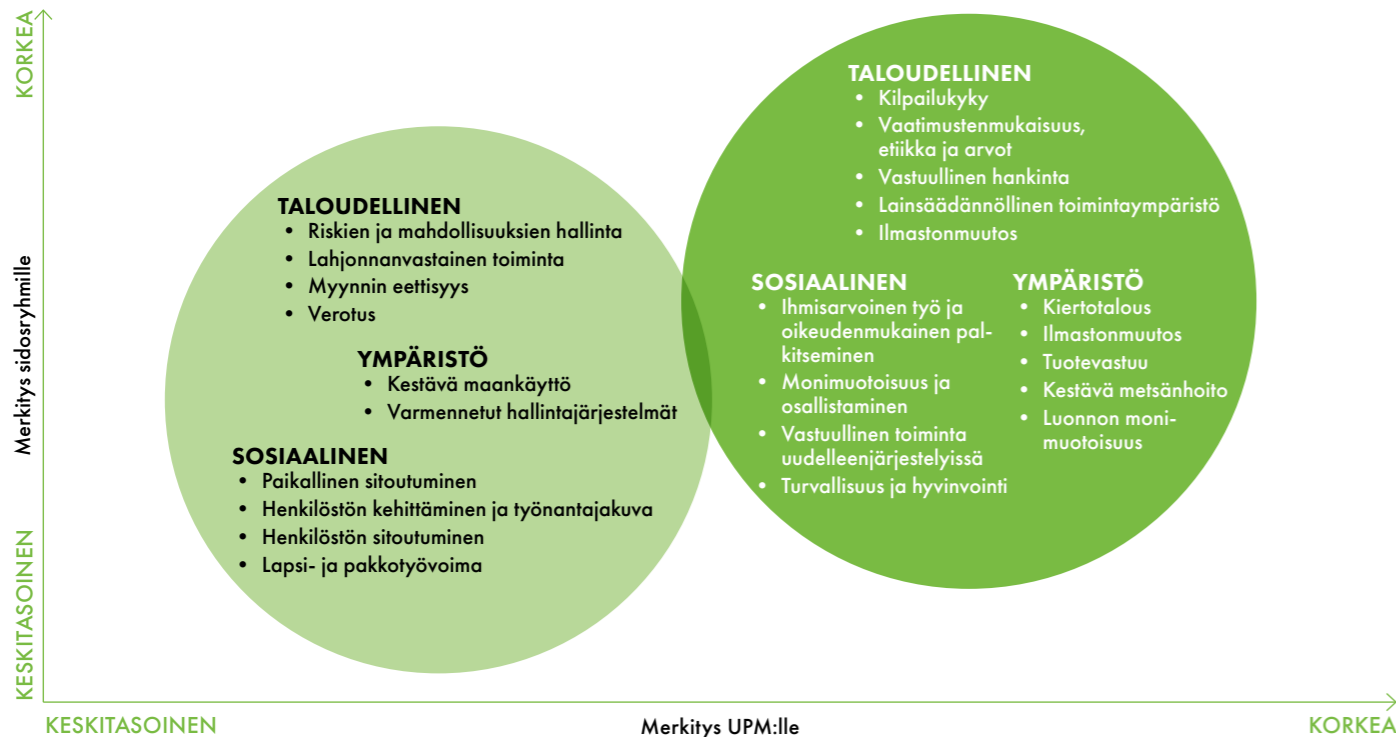 KORKEA
Merkitys sidosryhmille
KESKITASOINEN
TALOUDELLINEN
• Riskien ja mahdollisuuksien hallinta
• Lahjonnanvastainen toiminta
• Myynnin eettisyys
• Verotus
YMPÄRISTÖ
• Kestävä maankäyttö
• Varmennetut hallintajärjestelmät
SOSIAALINEN
• Paikallinen sitoutuminen
• Henkilöstön kehittäminen ja työnantajakuva
• Henkilöstön sitoutuminen
• Lapsi- ja pakkotyövoima
TALOUDELLINEN
• Kilpailukyky
• Vaatimustenmukaisuus,
etiikka ja arvot
• Vastuullinen hankinta
• Lainsäädännöllinen toimintaympäristö
• Ilmastonmuutos
SOSIAALINEN
• Ihmisarvoinen työ ja
oikeudenmukainen pal-
kitseminen
• Monimuotoisuus ja
osallistaminen
• Vastuullinen toiminta
uudelleenjärjestelyissä
• Turvallisuus ja hyvinvointi
YMPÄRISTÖ
• Kiertotalous
• Ilmastonmuutos
• Tuotevastuu
• Kestävä metsänhoito
• Luonnon moni-
muotoisuus
KESKITASOINEN
Merkitys UPM:lle
KORKEA